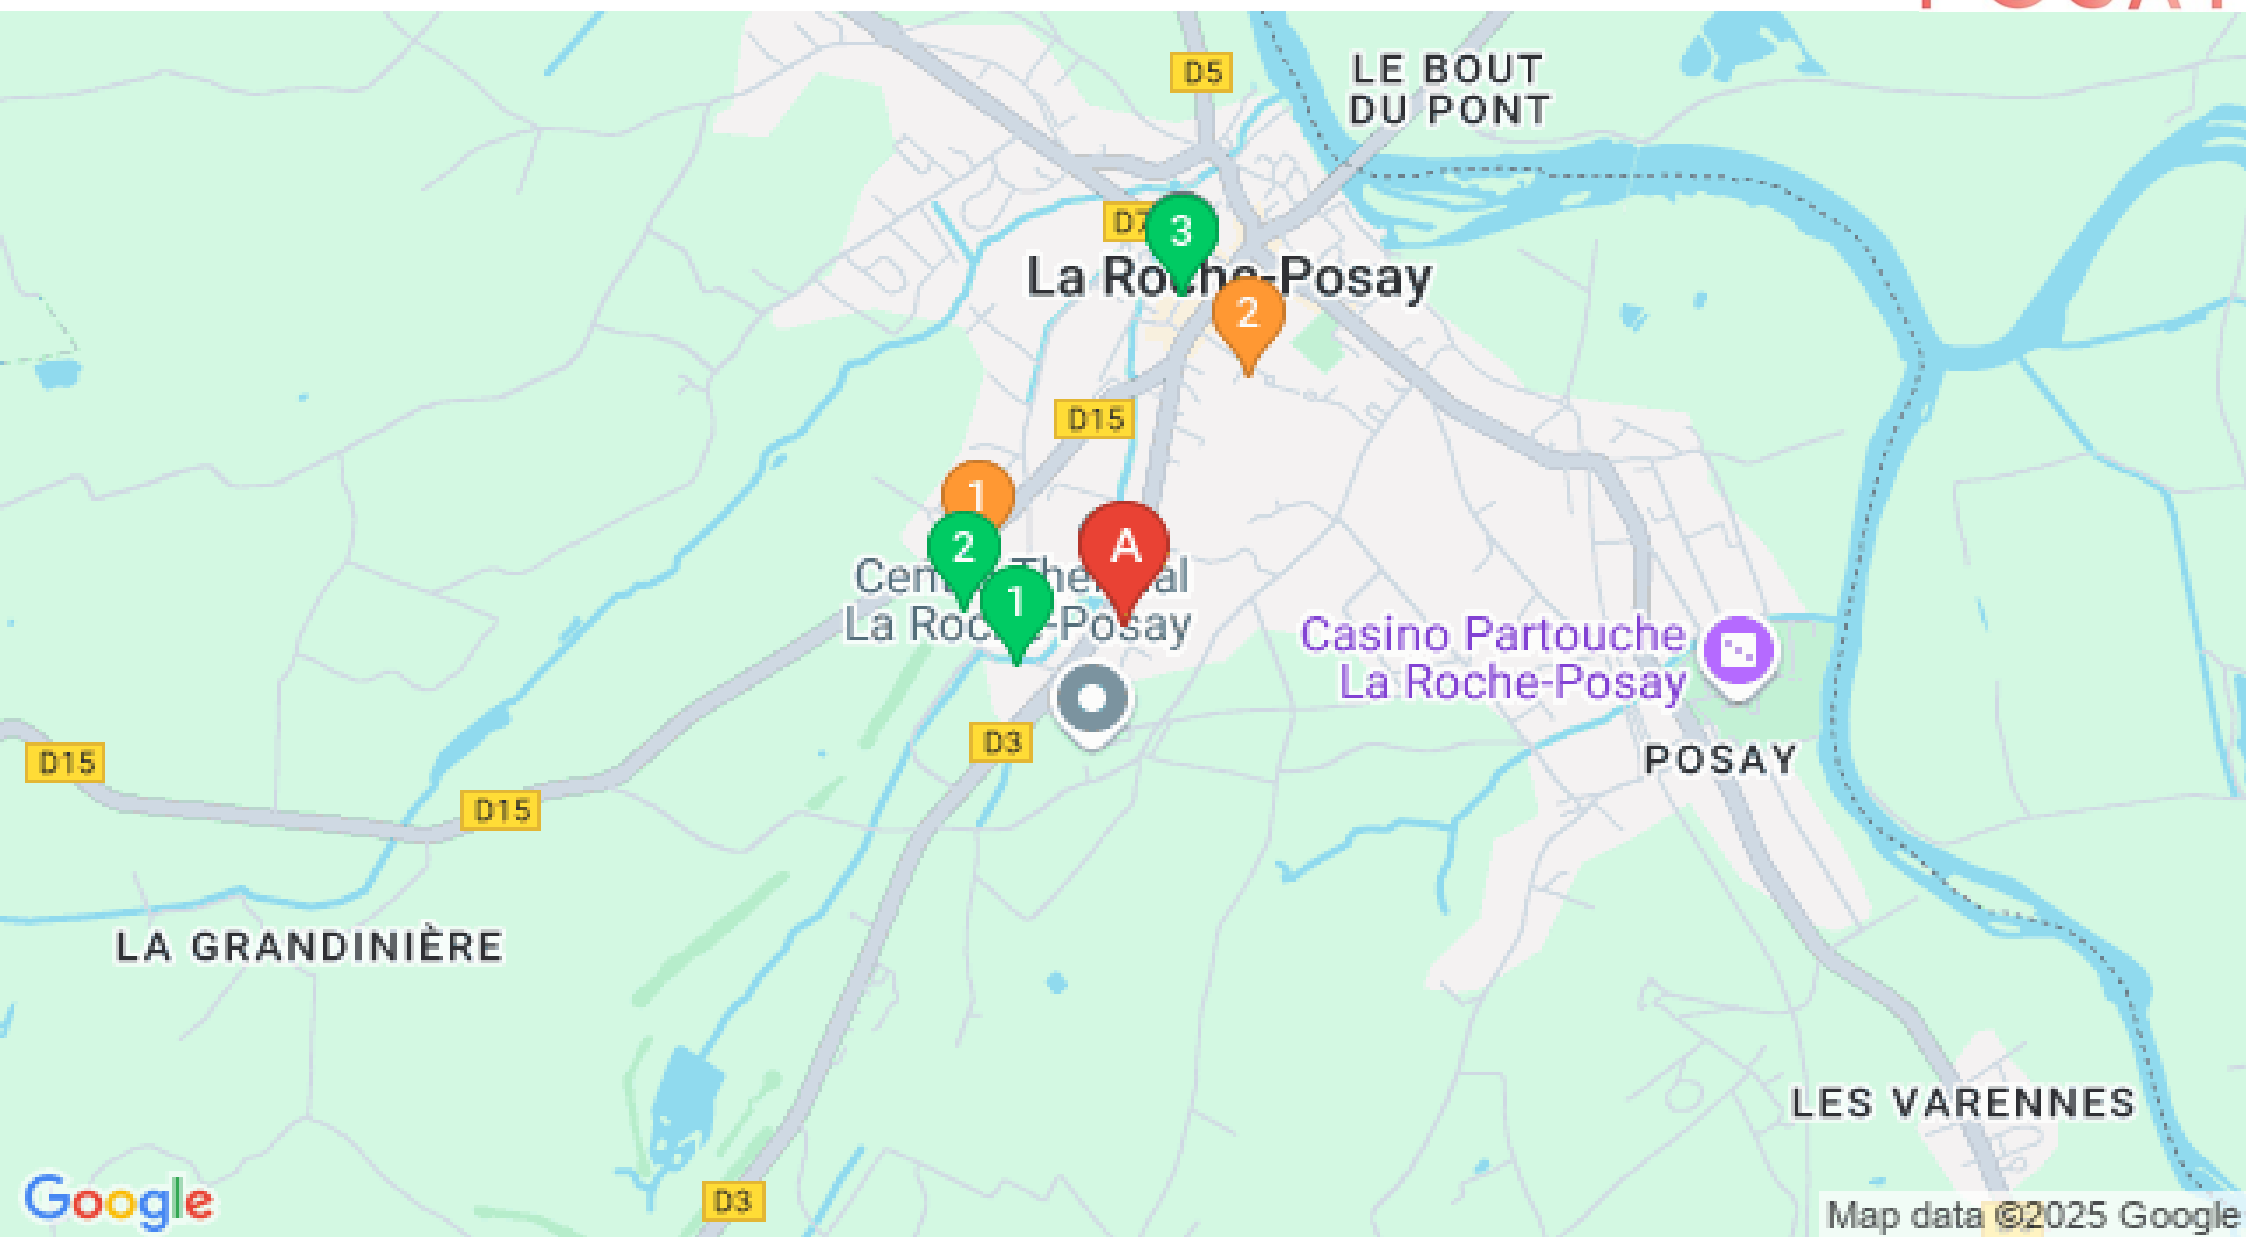 D5
LE BOUT
DU PONT
3
La Roche-Posay
2
D15
1
2
A
1
Centre Thermal
La Roche-Posay
Casino Partouche
La Roche-Posay
D3
POSAY
D15
D15
LA GRANDINIÈRE
LES VARENNES
D3
Google
Map data ©2025 Google